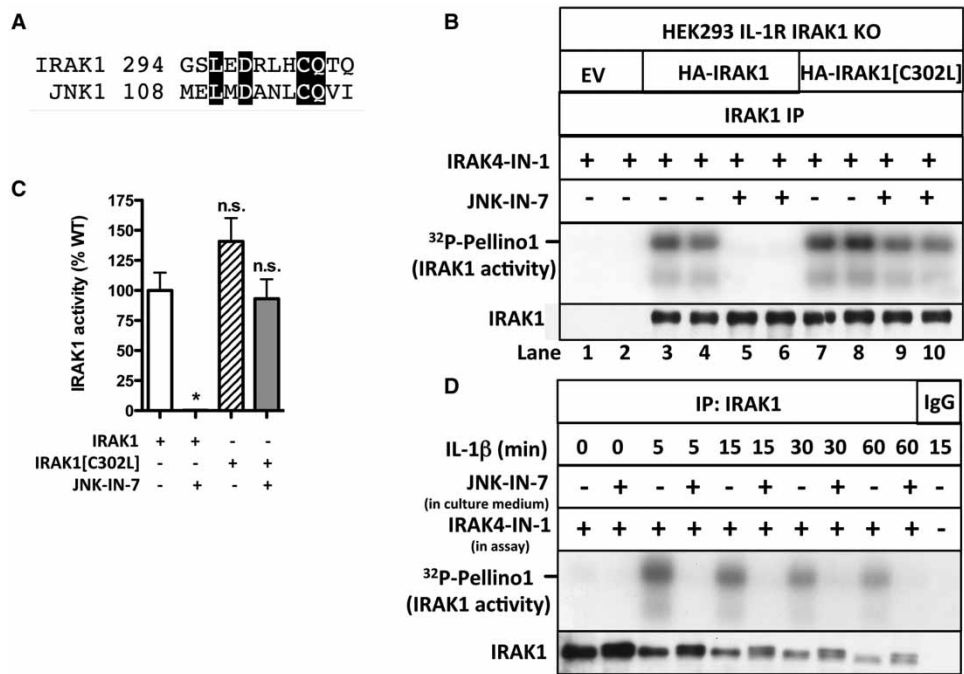 A
IRAK1 294 GSLEDRLHCQTQ
JNK1 108 MELMDANLCQVI
B
HEK293 IL-1R IRAK1 KO
EV HA-IRAK1 HA-IRAK1[C302L]
IRAK1 IP
IRAK4-IN-1 + + + + + + + + + +
JNK-IN-7 - - - - + + - - + +
32P-Pellino1
(IRAK1 activity)
IRAK1
Lane 1 2 3 4 5 6 7 8 9 10
C
IRAK1 activity (% WT)
175
150
125
100
75
50
25
0
*
n.s.
n.s.
IRAK1 + + - -
IRAK1[C302L] - - + +
JNK-IN-7 - + - +
D
IP: IRAK1 IgG
IL-1β (min) 0 0 5 5 15 15 30 30 60 60 15
JNK-IN-7 - + - + - + - + - + -
(in culture medium)
IRAK4-IN-1 + + + + + + + + + + -
(in assay)
32P-Pellino1
(IRAK1 activity)
IRAK1